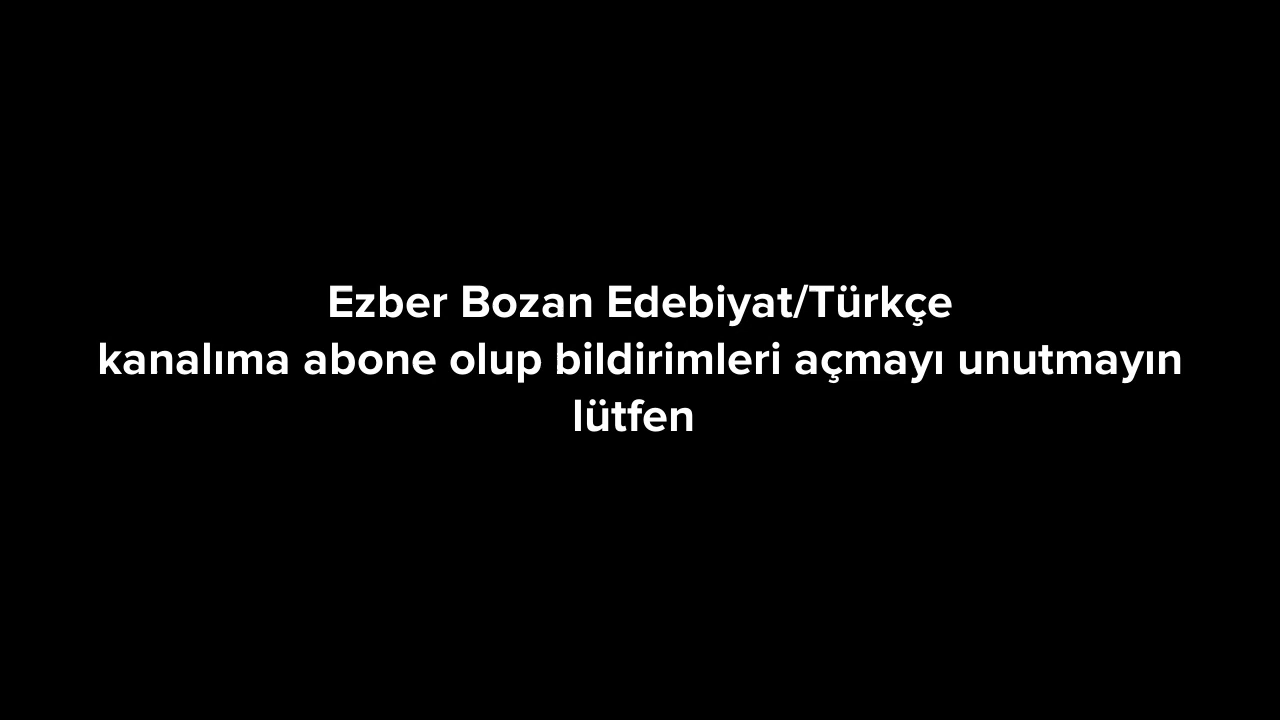 Ezber Bozan Edebiyat/Türkçe
kanalıma abone olup bildirimleri açmayı unutmayın
lütfen